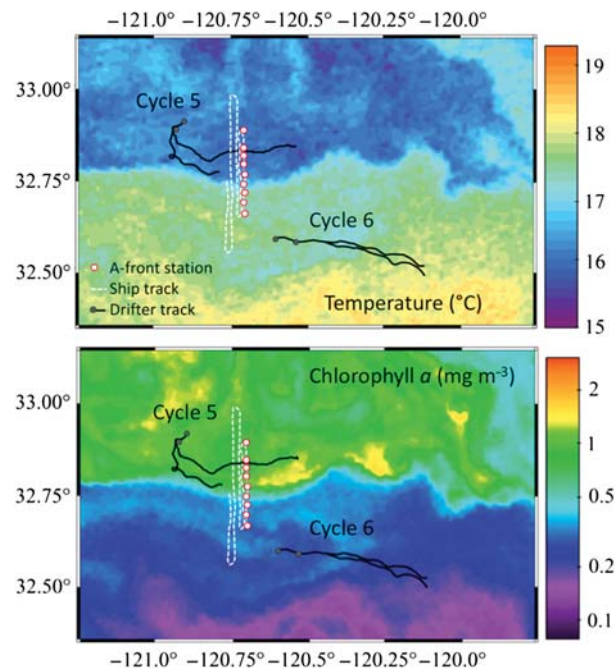 −121.0° −120.75° −120.5° −120.25° −120.0°
33.00°
32.75°
32.50°
Cycle 5
Cycle 6
A-front station
Ship track
Drifter track
Temperature (°C)
19
18
17
16
15
Chlorophyll a (mg m⁻³)
33.00°
32.75°
32.50°
Cycle 5
Cycle 6
2
1
0.5
0.2
0.1
−121.0° −120.75° −120.5° −120.25° −120.0°